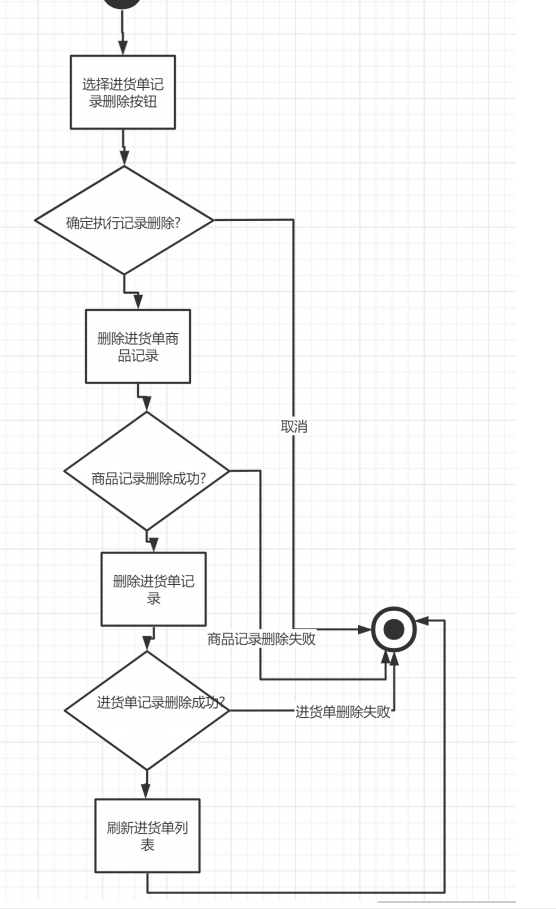 选择进货单记
录删除按钮
确定执行记录删除?
删除进货单商
品记录
取消
商品记录删除成功?
删除进货单记
录
商品记录删除失败
进货单记录删除成功?
进货单删除失败
刷新进货单列
表